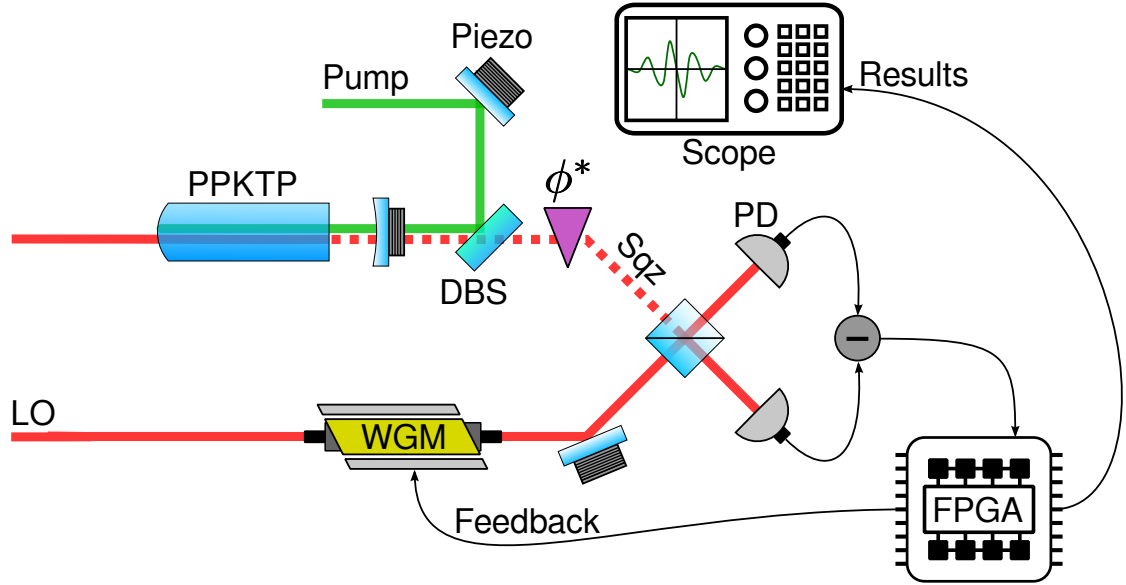 Piezo
Pump
Results
Scope
PPKTP
ϕ*
PD
Sqz
DBS
LO
WGM
Feedback
FPGA